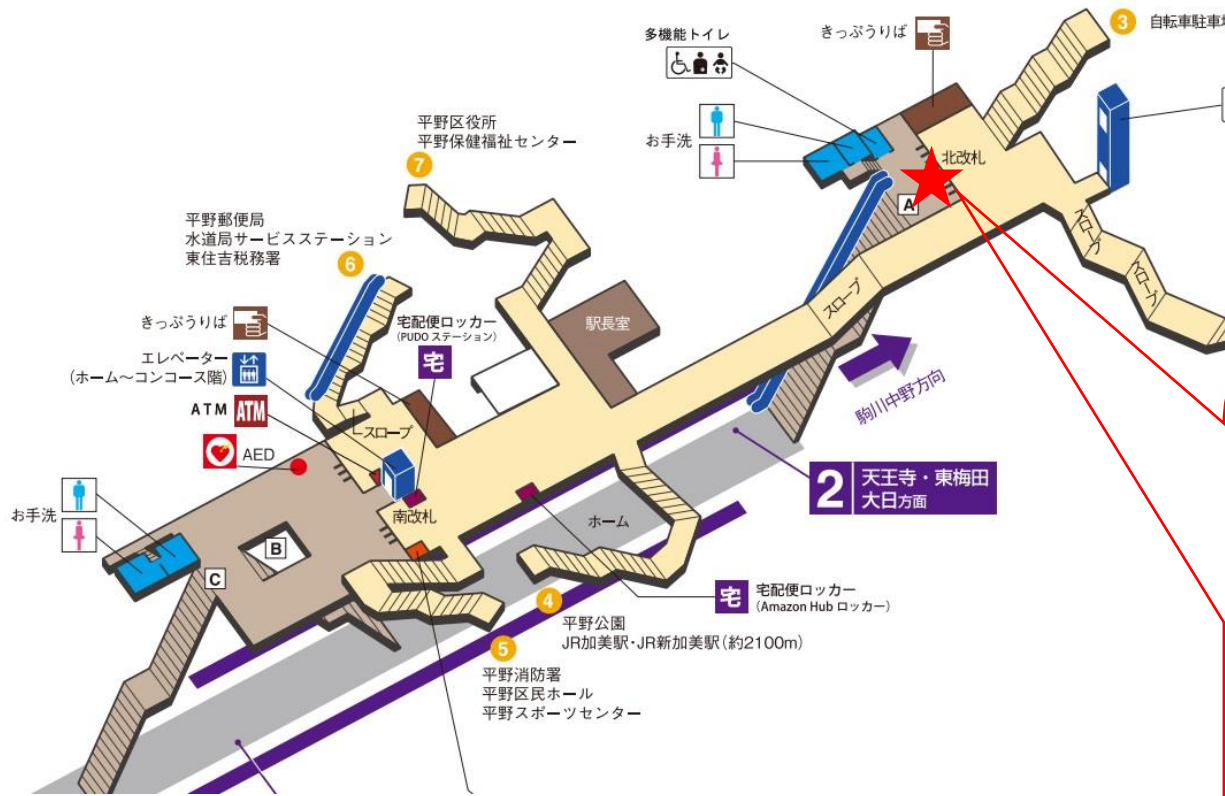 3
自転車駐車
きっぷうりば
多機能トイレ
お手洗
北改札
A
平野区役所
平野保健福祉センター
7
平野郵便局
水道局サービスステーション
東住吉税務署
6
スロープ
スロープ
スロープ
駅長室
きっぷうりば
宅配便ロッカー
(PUDO ステーション)
宅
エレベーター
(ホーム〜コンコース階)
ATM ATM
AED
スロープ
駒川中野方向
2 天王寺・東梅田
大日方面
お手洗
南改札
ホーム
B
C
宅 宅配便ロッカー
(Amazon Hub ロッカー)
4
平野公園
JR加美駅・JR新加美駅(約2100m)
5
平野消防署
平野区民ホール
平野スポーツセンター